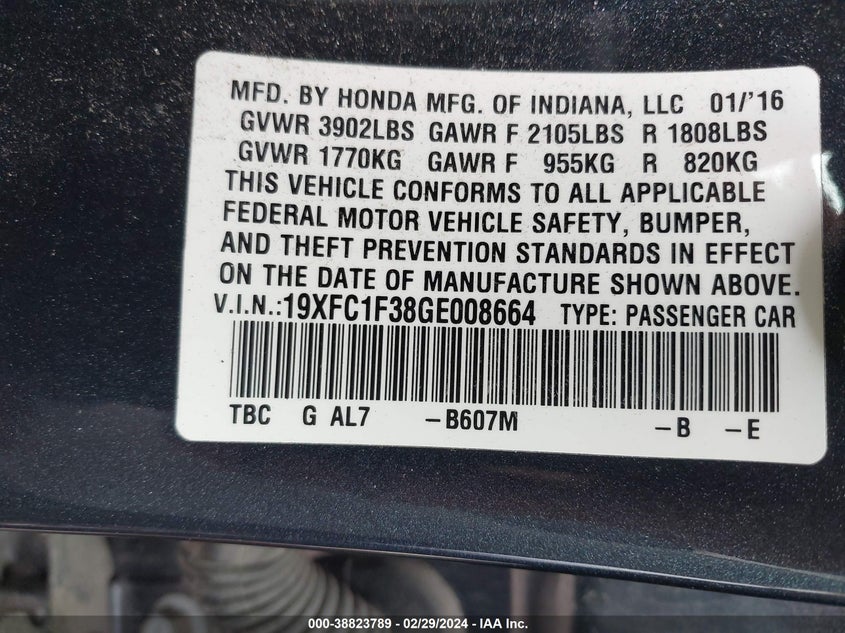 MFD. BY HONDA MFG. OF INDIANA, LLC 01/'16
GVWR 3902LBS GAWR F 2105LBS R 1808LBS
GVWR 1770KG GAWR F 955KG R 820KG
THIS VEHICLE CONFORMS TO ALL APPLICABLE
FEDERAL MOTOR VEHICLE SAFETY, BUMPER,
AND THEFT PREVENTION STANDARDS IN EFFECT
ON THE DATE OF MANUFACTURE SHOWN ABOVE.
V.I.N.:19XFC1F38GE008664 TYPE: PASSENGER CAR
TBC G AL7 -B607M -B -E
000-38823789 - 02/29/2024 - IAA Inc.